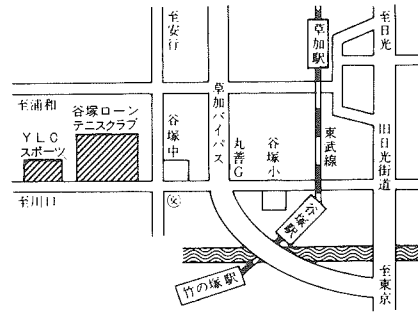 至安行
草加駅
至日光
至浦和
谷塚ローン
テニスクラブ
YLC
スポーツ
谷塚中
草加バイパス
丸善G
谷塚小
東武線
旧日光街道
至川口
谷塚駅
竹の塚駅
至東京